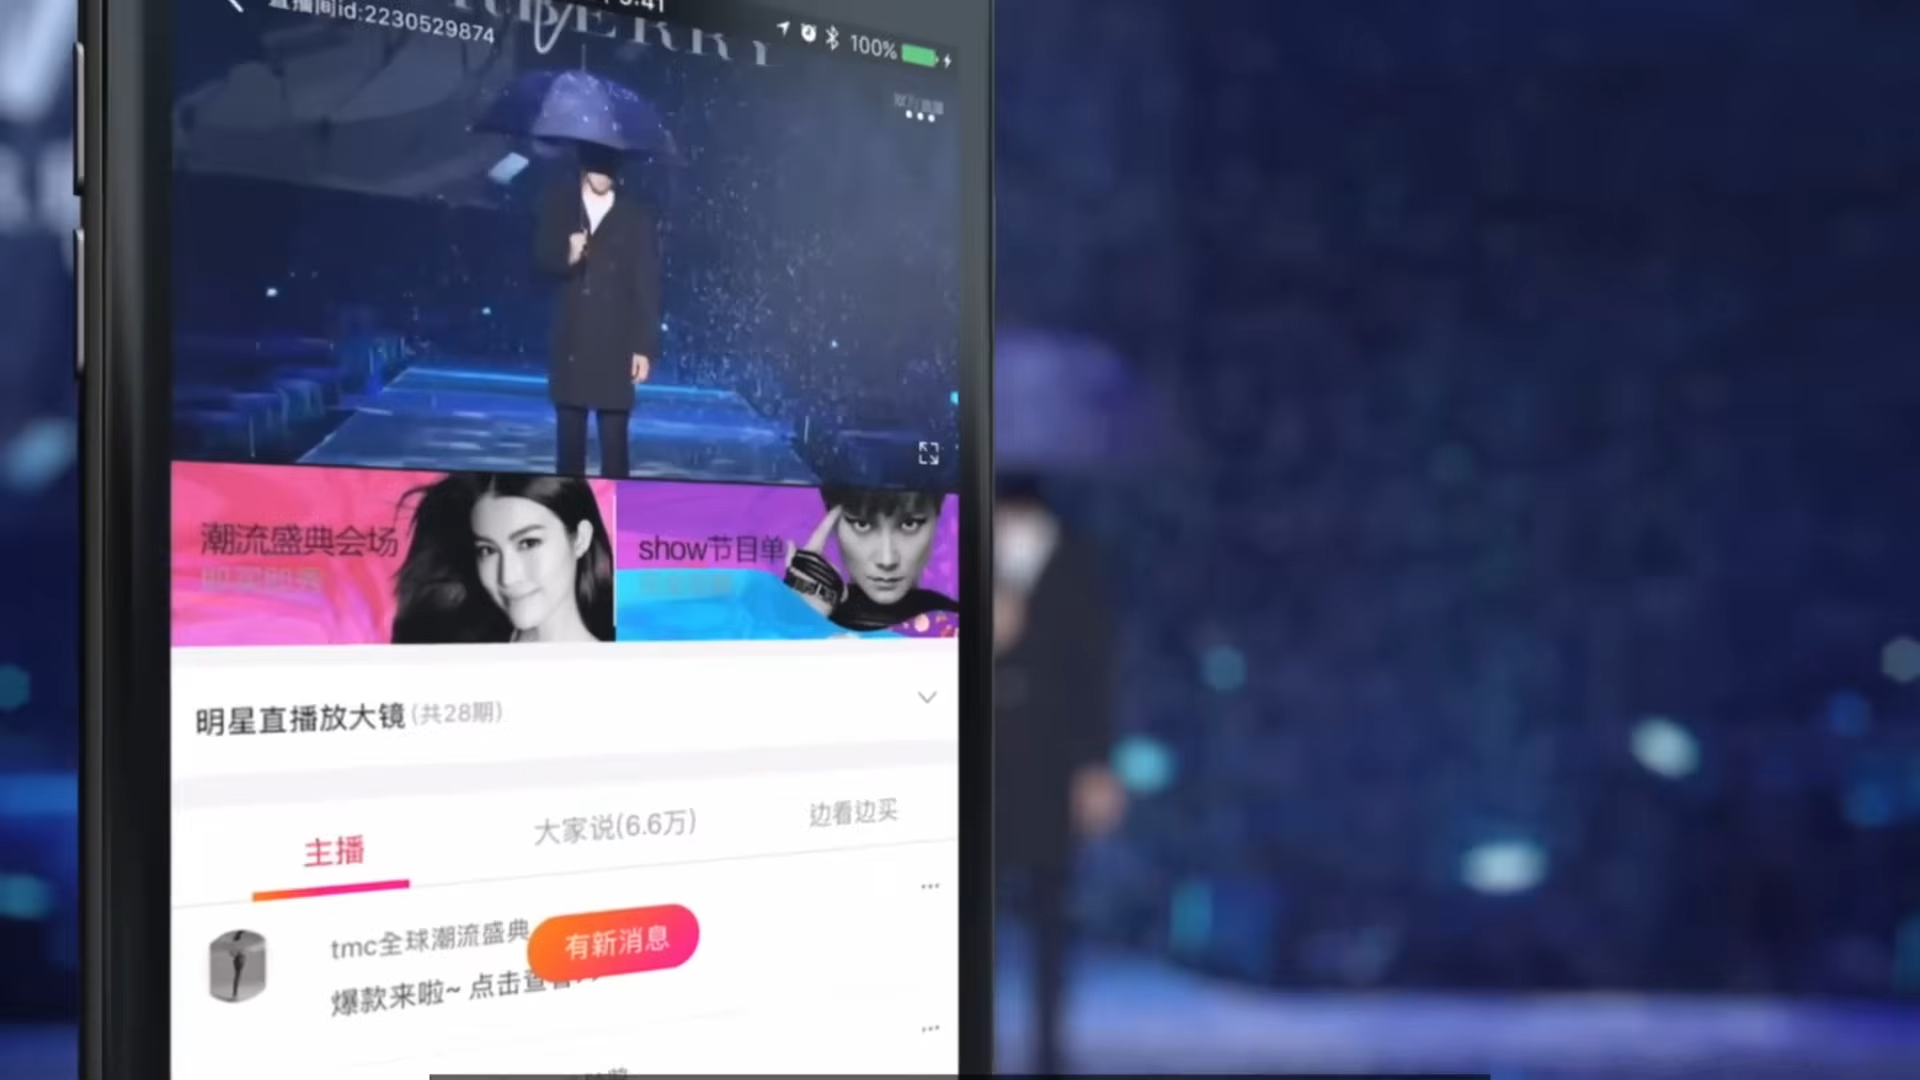 直播间id:2230529874
100%
潮流盛典会场
show节目单
明星直播放大镜(共28期)
主播
大家说(6.6万)
边看边买
tmc全球潮流盛典
有新消息
爆款来啦~ 点击查